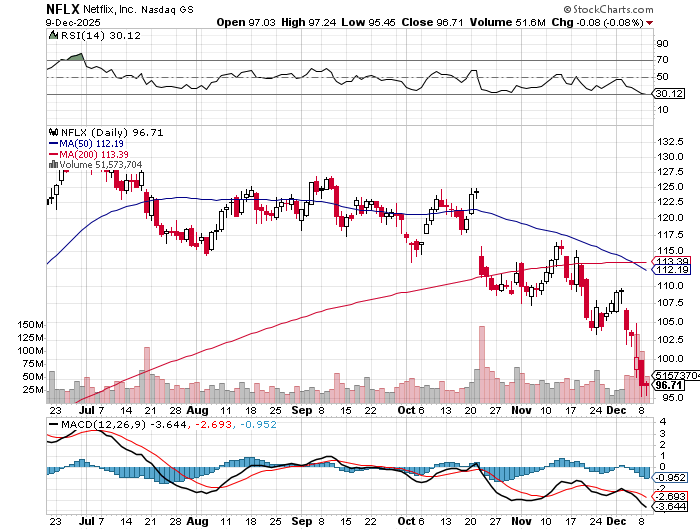 NFLX Netflix, Inc. Nasdaq GS © StockCharts.com
9-Dec-2025 Open 97.03 High 97.24 Low 95.45 Close 96.71 Volume 51.6M Chg -0.08 (-0.08%)
RSI(14) 30.12
90
70
50
30.12
10
NFLX (Daily) 96.71
MA(50) 112.19
MA(200) 113.39
Volume 51,573,704
132.5
130.0
127.5
125.0
122.5
120.0
117.5
115.0
113.39
112.19
110.0
107.5
105.0
102.5
100.0
51573704
96.71
95.0
150M
125M
100M
75M
50M
25M
23 Jul 7 14 21 28 Aug 11 18 25 Sep 8 15 22 Oct 6 13 20 27 Nov 10 17 24 Dec 8
MACD(12,26,9) -3.644, -2.693, -0.952
4
3
2
1
0
-0.952
-2
-2.693
-3.644
23 Jul 7 14 21 28 Aug 11 18 25 Sep 8 15 22 Oct 6 13 20 27 Nov 10 17 24 Dec 8